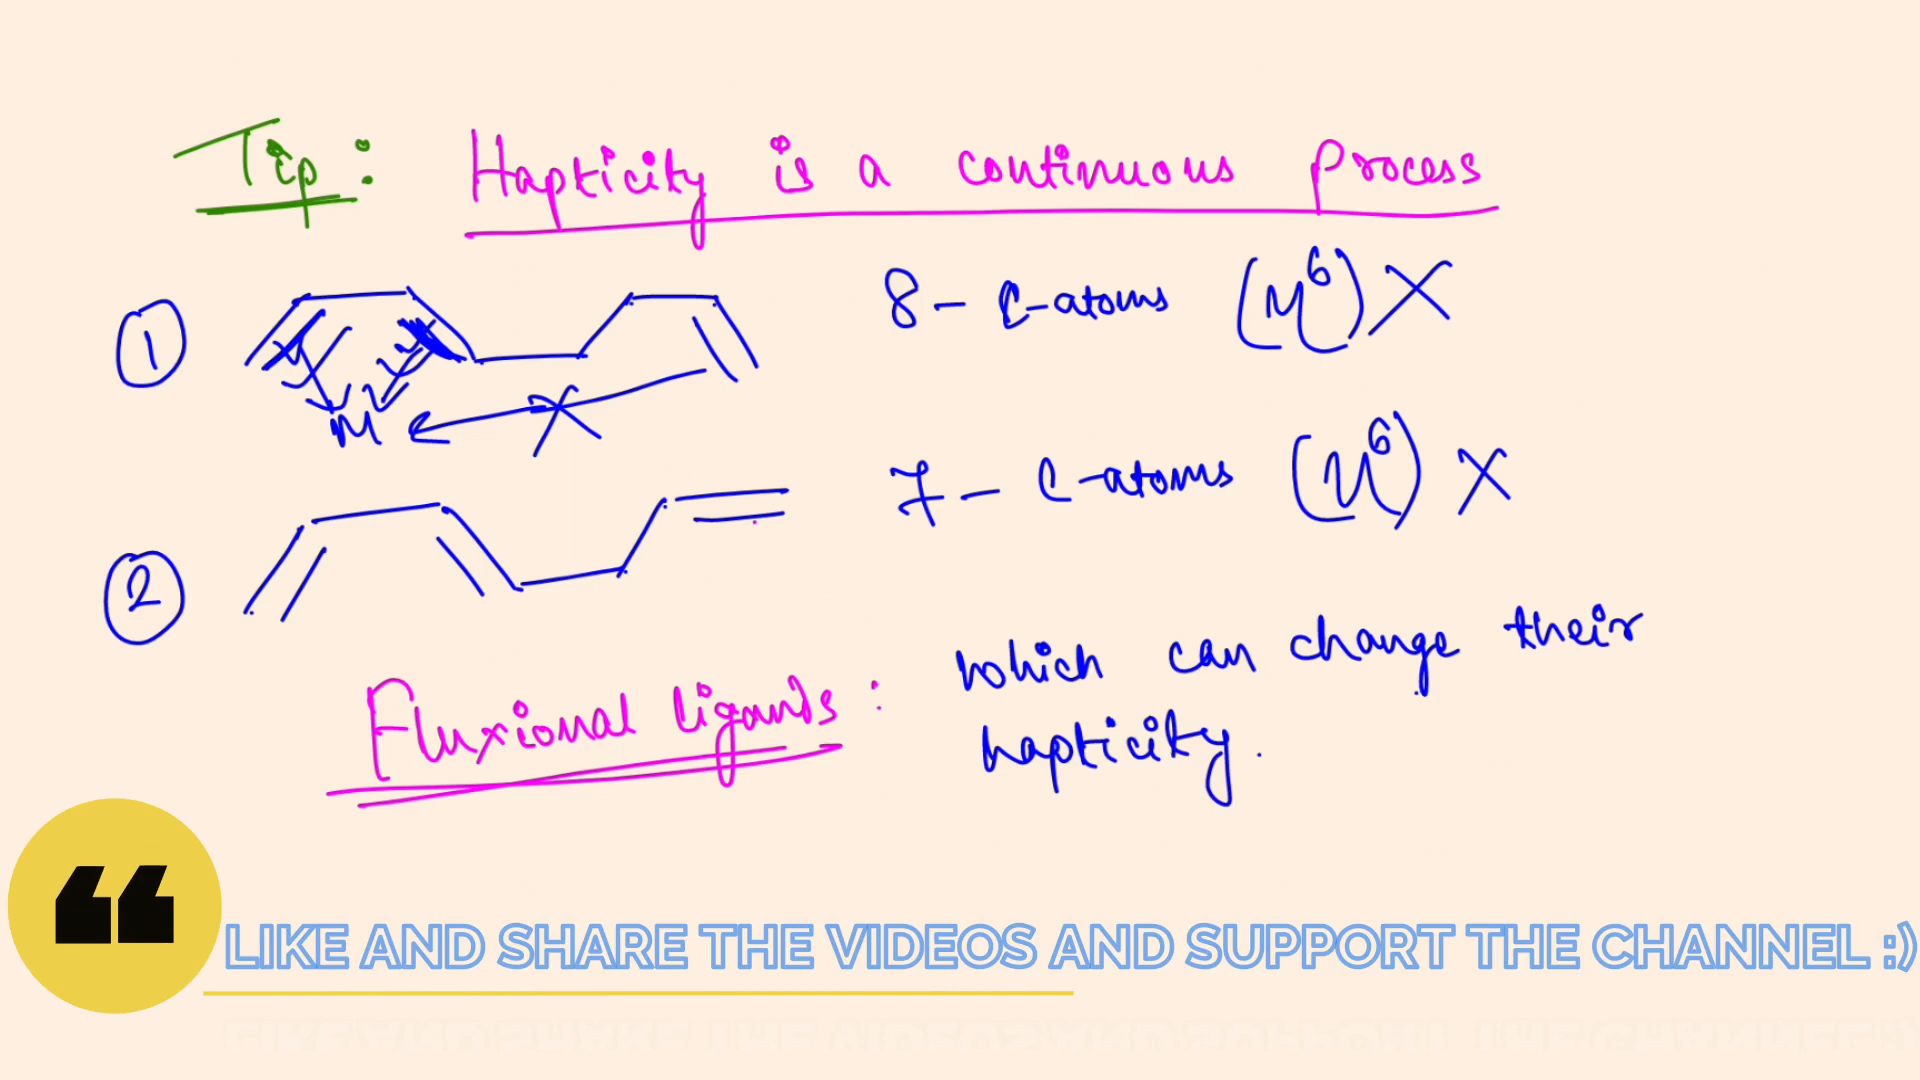 Tip : Hapticity is a continuous process
① 8 - C-atoms (η⁶) X
M
7 - C-atoms (η⁶) X
②
Fluxional ligands : which can change their
hapticity.
“
LIKE AND SHARE THE VIDEOS AND SUPPORT THE CHANNEL :)